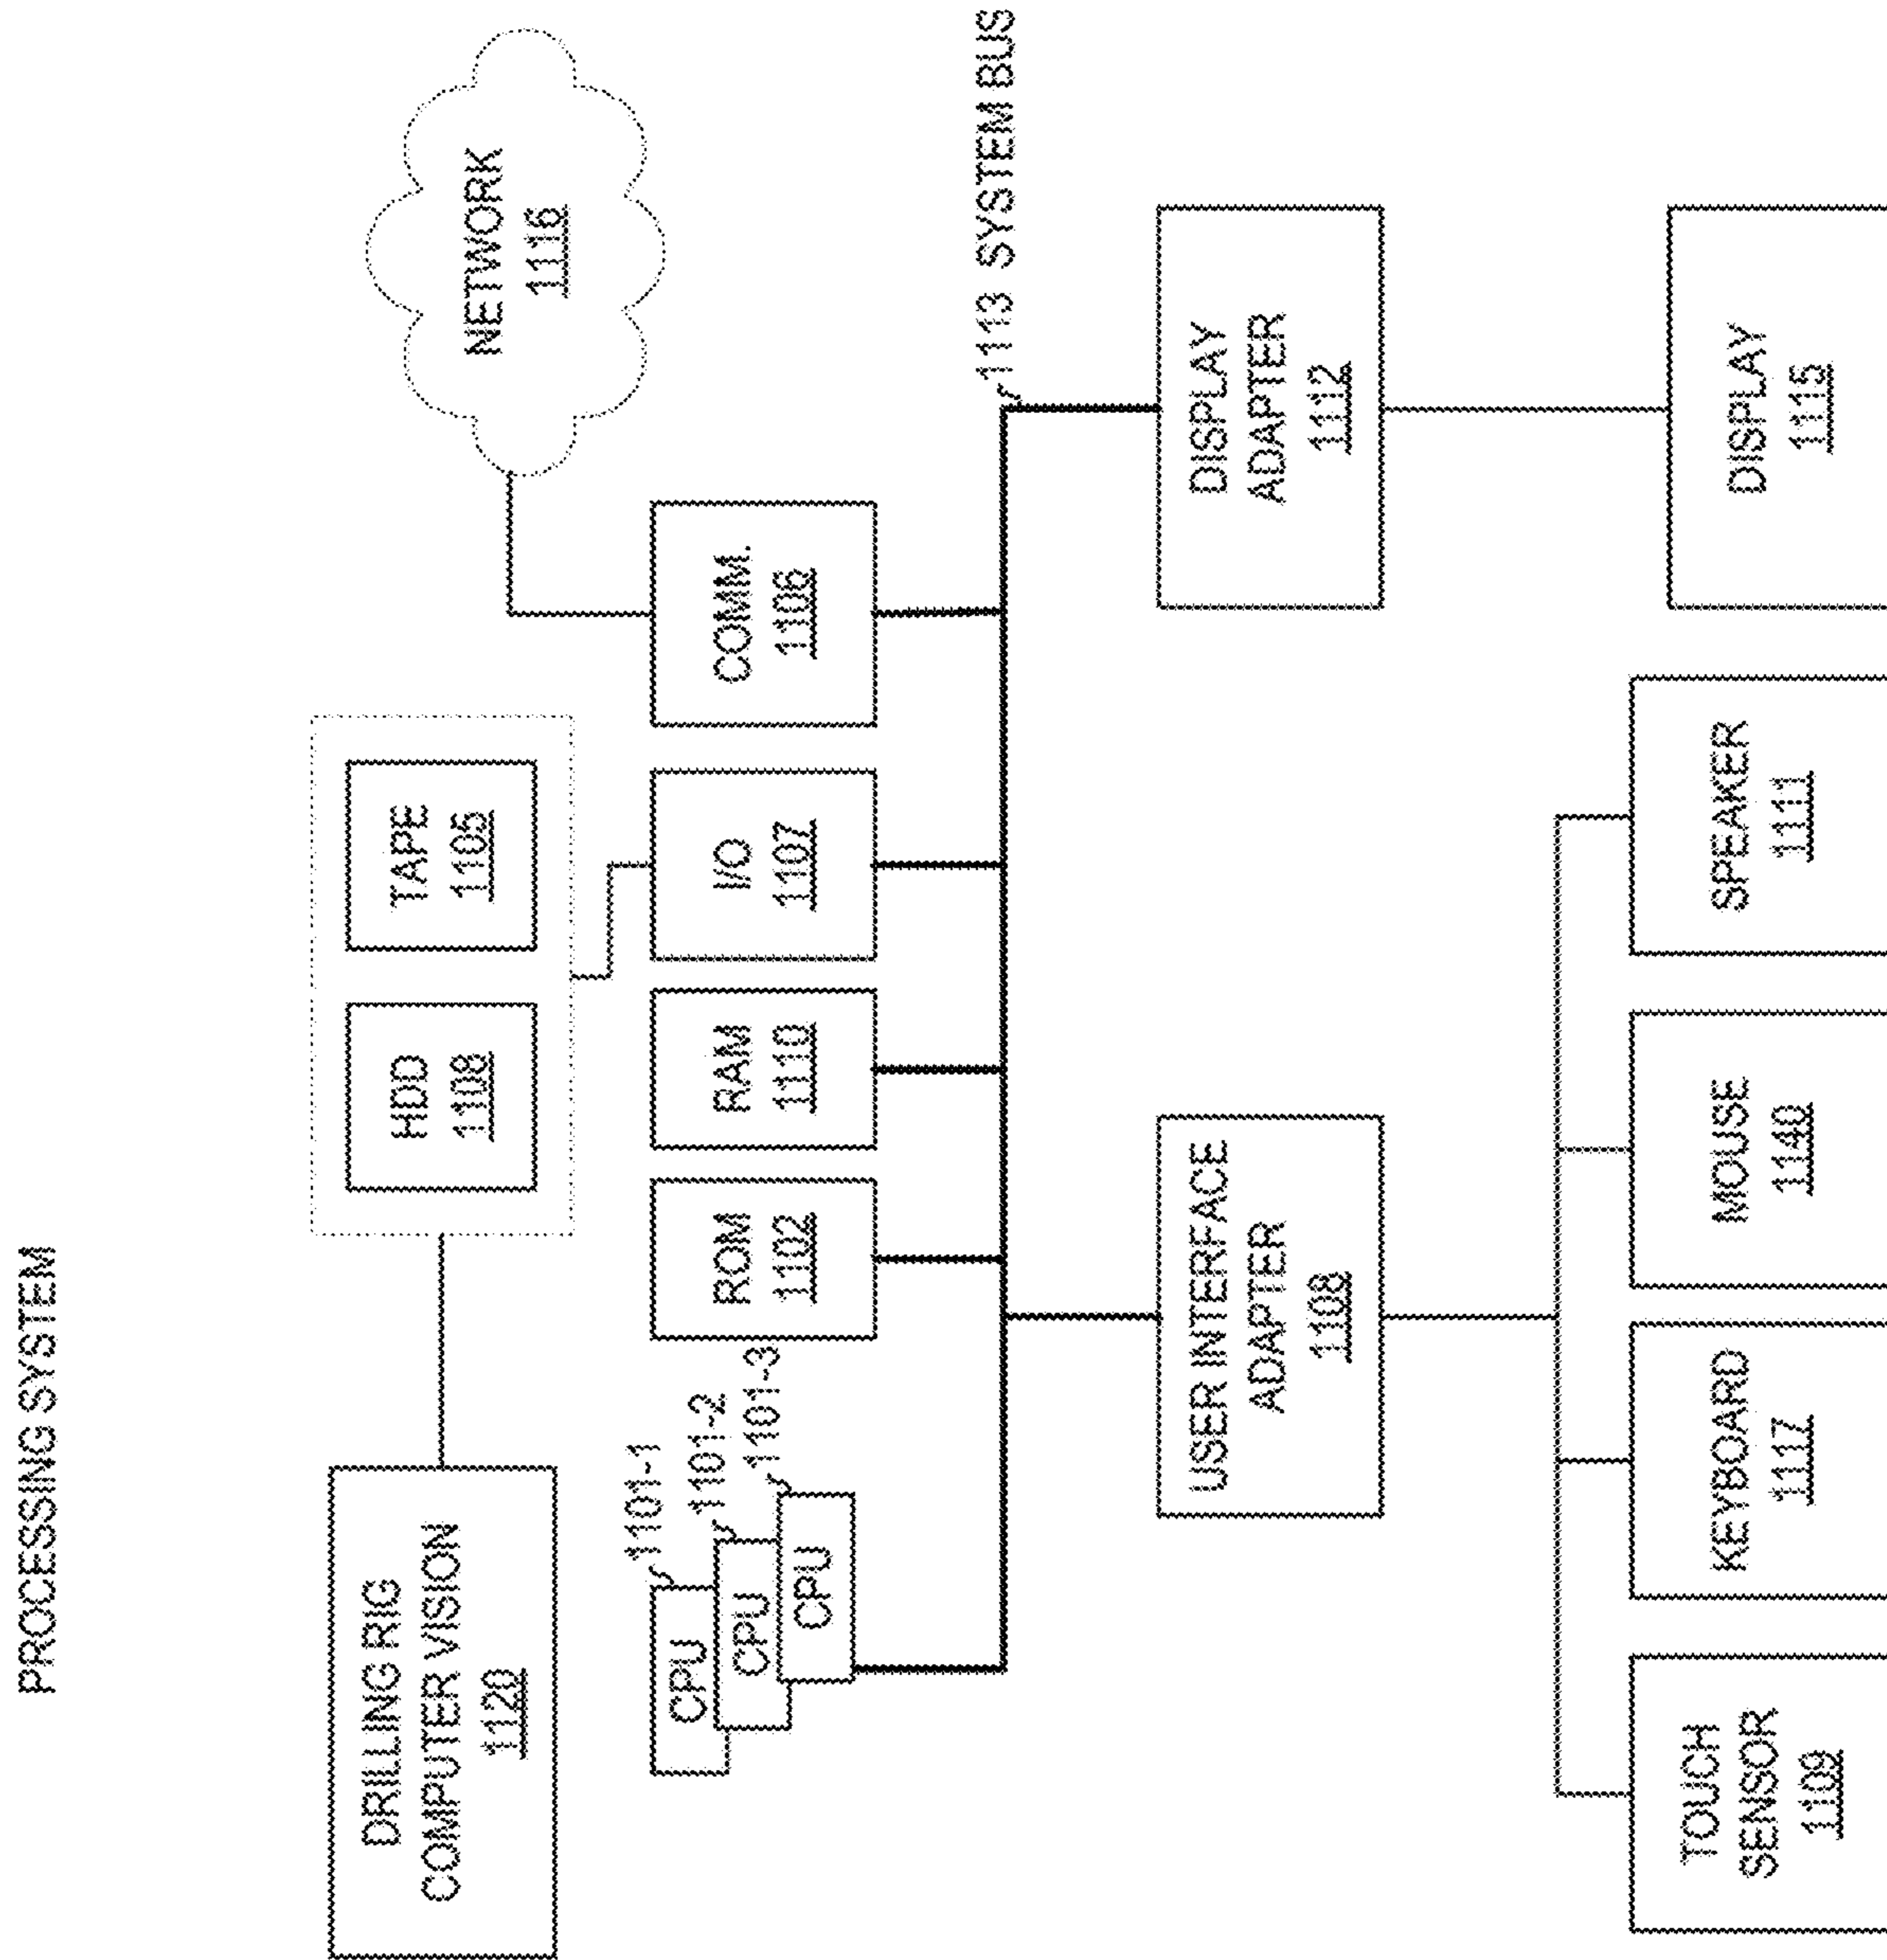 PROCESSING SYSTEM
DRILLING RIG
COMPUTER VISION
1120
HDD
1108
TAPE
1105
NETWORK
1116
1101-1
1101-2
1101-3
CPU
CPU
CPU
ROM
1102
RAM
1110
I/O
1107
COMM.
1106
1113 SYSTEM BUS
USER INTERFACE
ADAPTER
1108
DISPLAY
ADAPTER
1112
TOUCH
SENSOR
1109
KEYBOARD
1117
MOUSE
1140
SPEAKER
1111
DISPLAY
1115